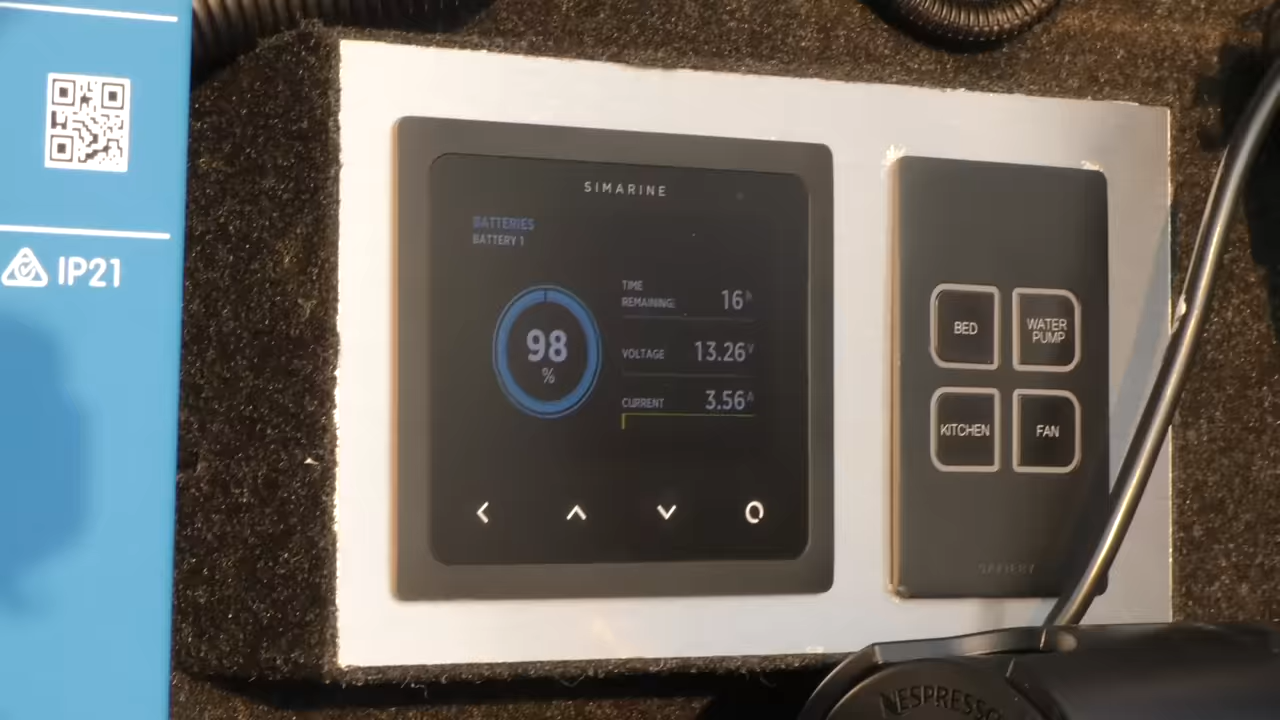 IP21
SIMARINE
BATTERIES
BATTERY 1
98
%
TIME
REMAINING: 16h
VOLTAGE 13.26V
CURRENT 3.56A
BED
WATER
PUMP
KITCHEN
FAN
NESPRESSO